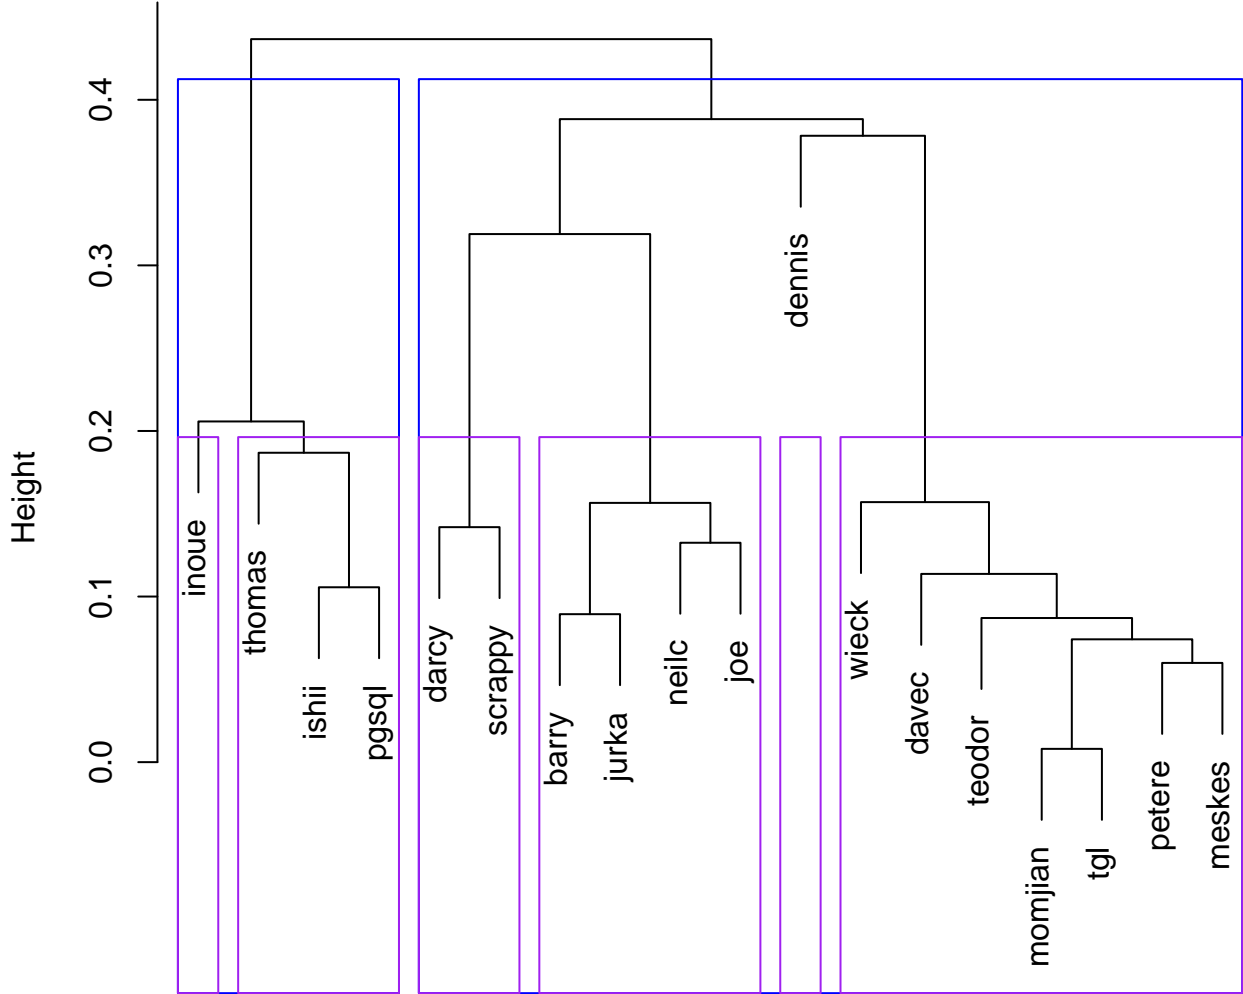 Height
0.4
0.3
0.2
0.1
0.0
inoue
thomas
ishii
pgsql
darcy
scrappy
barry
jurka
neilc
joe
dennis
wieck
davec
teodor
momjian
tgl
petere
meskes